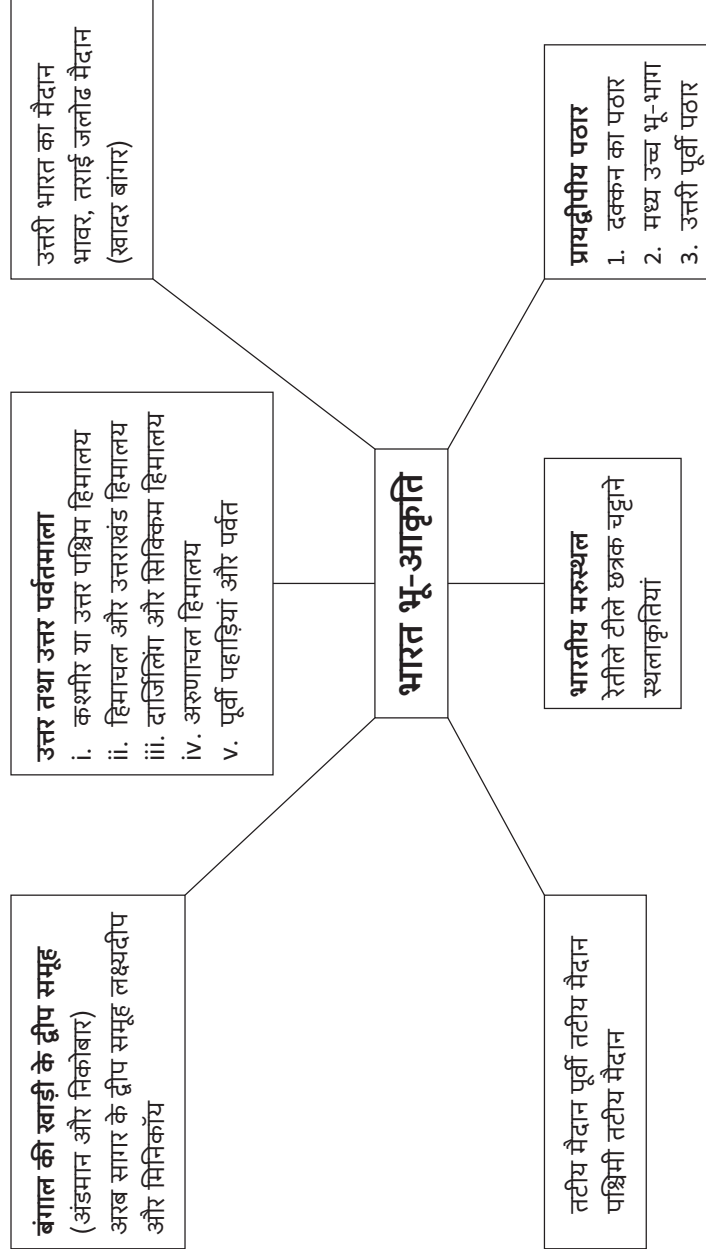 बंगाल की खाड़ी के द्वीप समूह
(अंडमान और निकोबार)
अरब सागर के द्वीप समूह लक्ष्यदीप
और मिनिकॉय
उत्तर तथा उत्तर पर्वतमाला
i. कश्मीर या उत्तर पश्चिम हिमालय
ii. हिमाचल और उत्तराखंड हिमालय
iii. दार्जिलिंग और सिक्किम हिमालय
iv. अरुणाचल हिमालय
v. पूर्वी पहाड़ियां और पर्वत
उत्तरी भारत का मैदान
भावर, तराई जलोढ मैदान
(खादर बांगर)
भारत भू-आकृति
तटीय मैदान पूर्वी तटीय मैदान
पश्चिमी तटीय मैदान
भारतीय मरुस्थल
रेतीले टीले छत्रक चट्टाने
स्थलाकृतियां
प्रायद्वीपीय पठार
1. दक्कन का पठार
2. मध्य उच्च भू-भाग
3. उत्तरी पूर्वी पठार